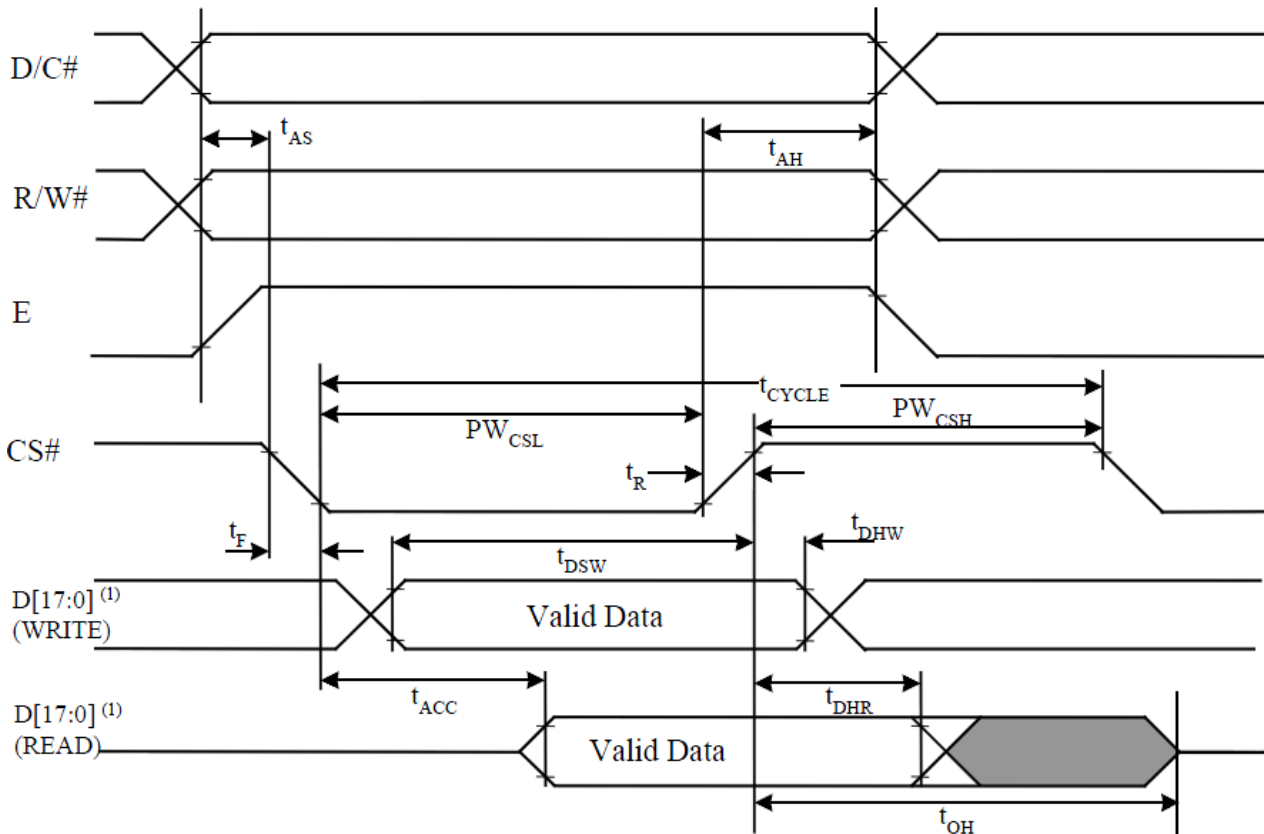 D/C#
tAS
tAH
R/W#
E
tCYCLE
PWCSL
PWCSH
CS#
tR
tF
tDSW
tDHW
D[17:0] (1)
(WRITE)
Valid Data
tACC
tDHR
D[17:0] (1)
(READ)
Valid Data
tOH